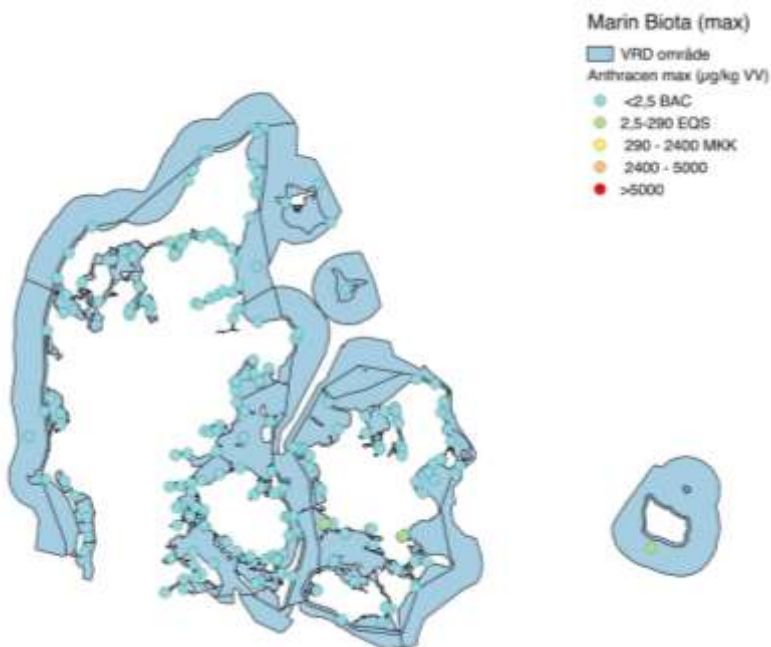 Marin Biota (max)
VRD område
Anthracen max (µg/kg VV)
<2,5 BAC
2,5-290 EQS
290 - 2400 MKK
2400 - 5000
>5000